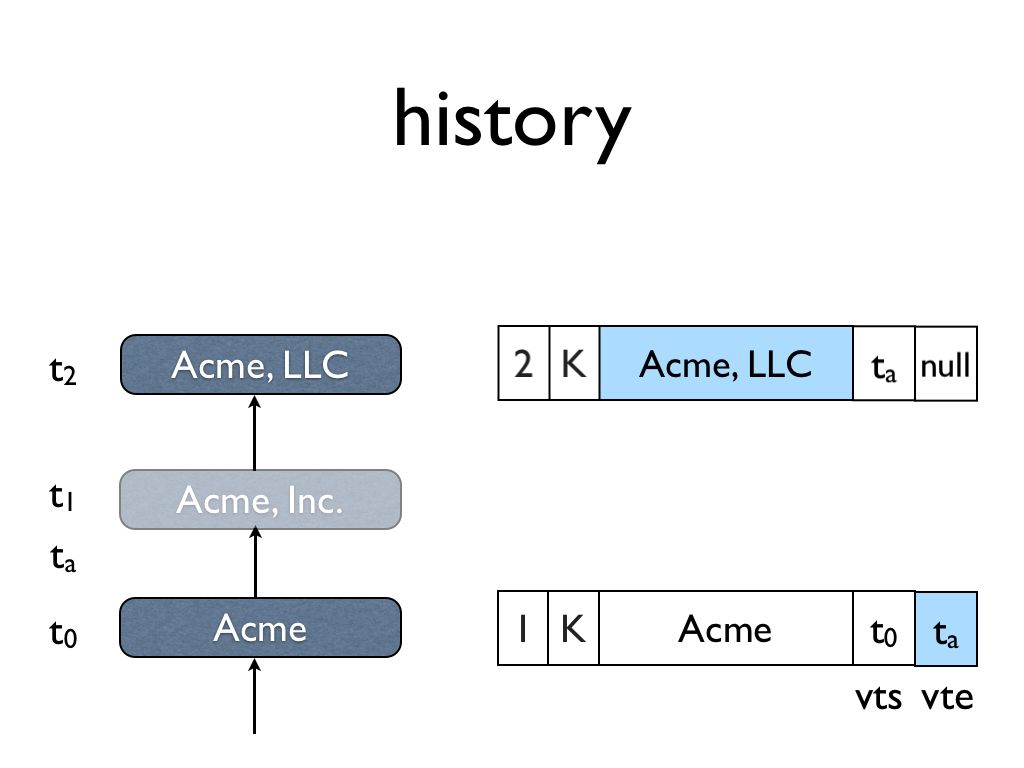 history
t2 Acme, LLC 2 K Acme, LLC ta null
t1 Acme, Inc.
ta
t0 Acme 1 K Acme t0 ta
vts vte